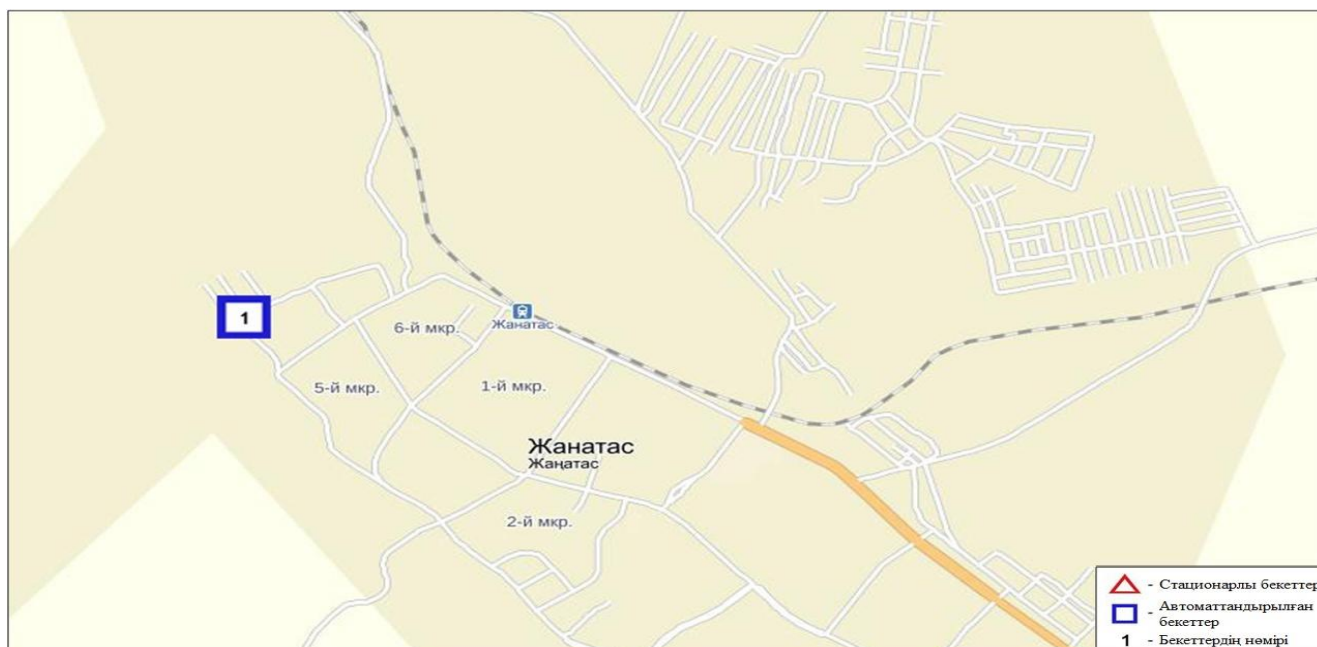 1
6-й мкр.
Жанатас
5-й мкр.
1-й мкр.
Жанатас
Жаңатас
2-й мкр.
- Стационарлы бекеттер
- Автоматтандырылған
бекеттер
1 - Бекеттердің нөмірі